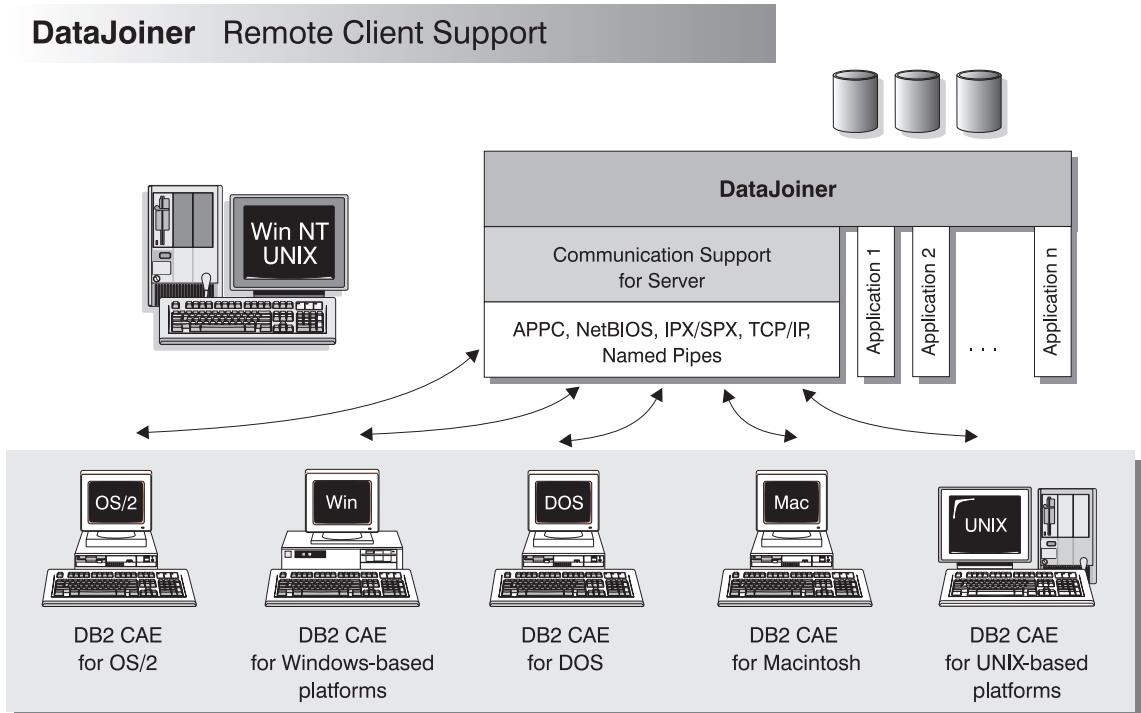 DataJoiner Remote Client Support
DataJoiner
Win NT
UNIX
Communication Support
for Server
APPC, NetBIOS, IPX/SPX, TCP/IP,
Named Pipes
Application 1
Application 2
. . .
Application n
OS/2
Win
DOS
Mac
UNIX
DB2 CAE
for OS/2
DB2 CAE
for Windows-based
platforms
DB2 CAE
for DOS
DB2 CAE
for Macintosh
DB2 CAE
for UNIX-based
platforms